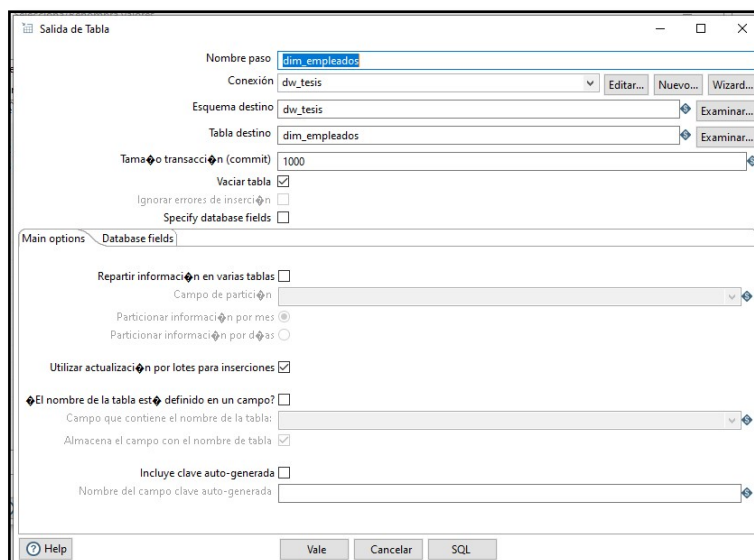 Salida de Tabla
Nombre paso dim_empleados
Conexión dw_tesis Editar... Nuevo... Wizard...
Esquema destino dw_tesis Examinar...
Tabla destino dim_empleados Examinar...
Tama�o transacci�n (commit) 1000
Vaciar tabla
Ignorar errores de inserci�n
Specify database fields
Main options Database fields
Repartir informaci�n en varias tablas
Campo de partici�n
Particionar informaci�n por mes
Particionar informaci�n por d�as
Utilizar actualizaci�n por lotes para inserciones
�El nombre de la tabla est� definido en un campo?
Campo que contiene el nombre de la tabla:
Almacena el campo con el nombre de tabla
Incluye clave auto-generada
Nombre del campo clave auto-generada
Help Vale Cancelar SQL